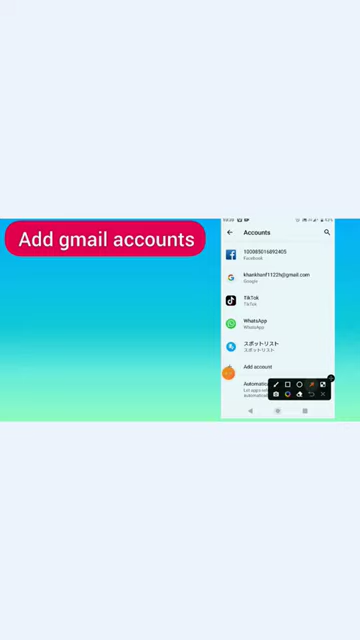 Add gmail accounts
Accounts
100085016892405
Facebook
khankhanf1122h@gmail.com
Google
TikTok
TikTok
WhatsApp
WhatsApp
スポットリスト
スポットリスト
Add account